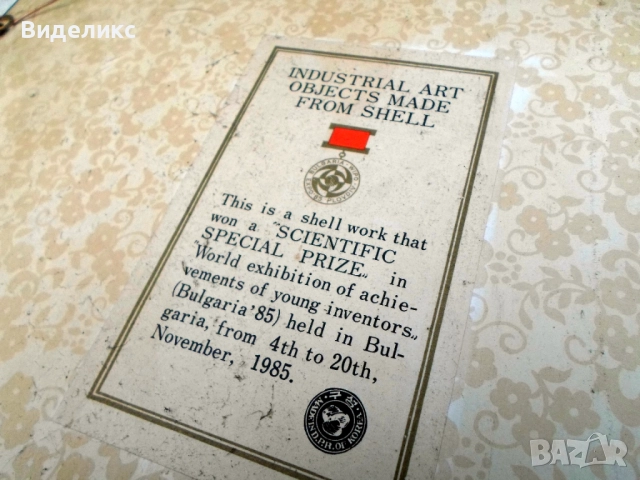 Виделикс
INDUSTRIAL ART
OBJECTS MADE
FROM SHELL
This is a shell work that
won a "SCIENTIFIC
SPECIAL PRIZE„ in
"World exhibition of achie-
vements of young inventors„
(Bulgaria'85) held in Bul-
garia, from 4th to 20th,
November, 1985.
BAZAR